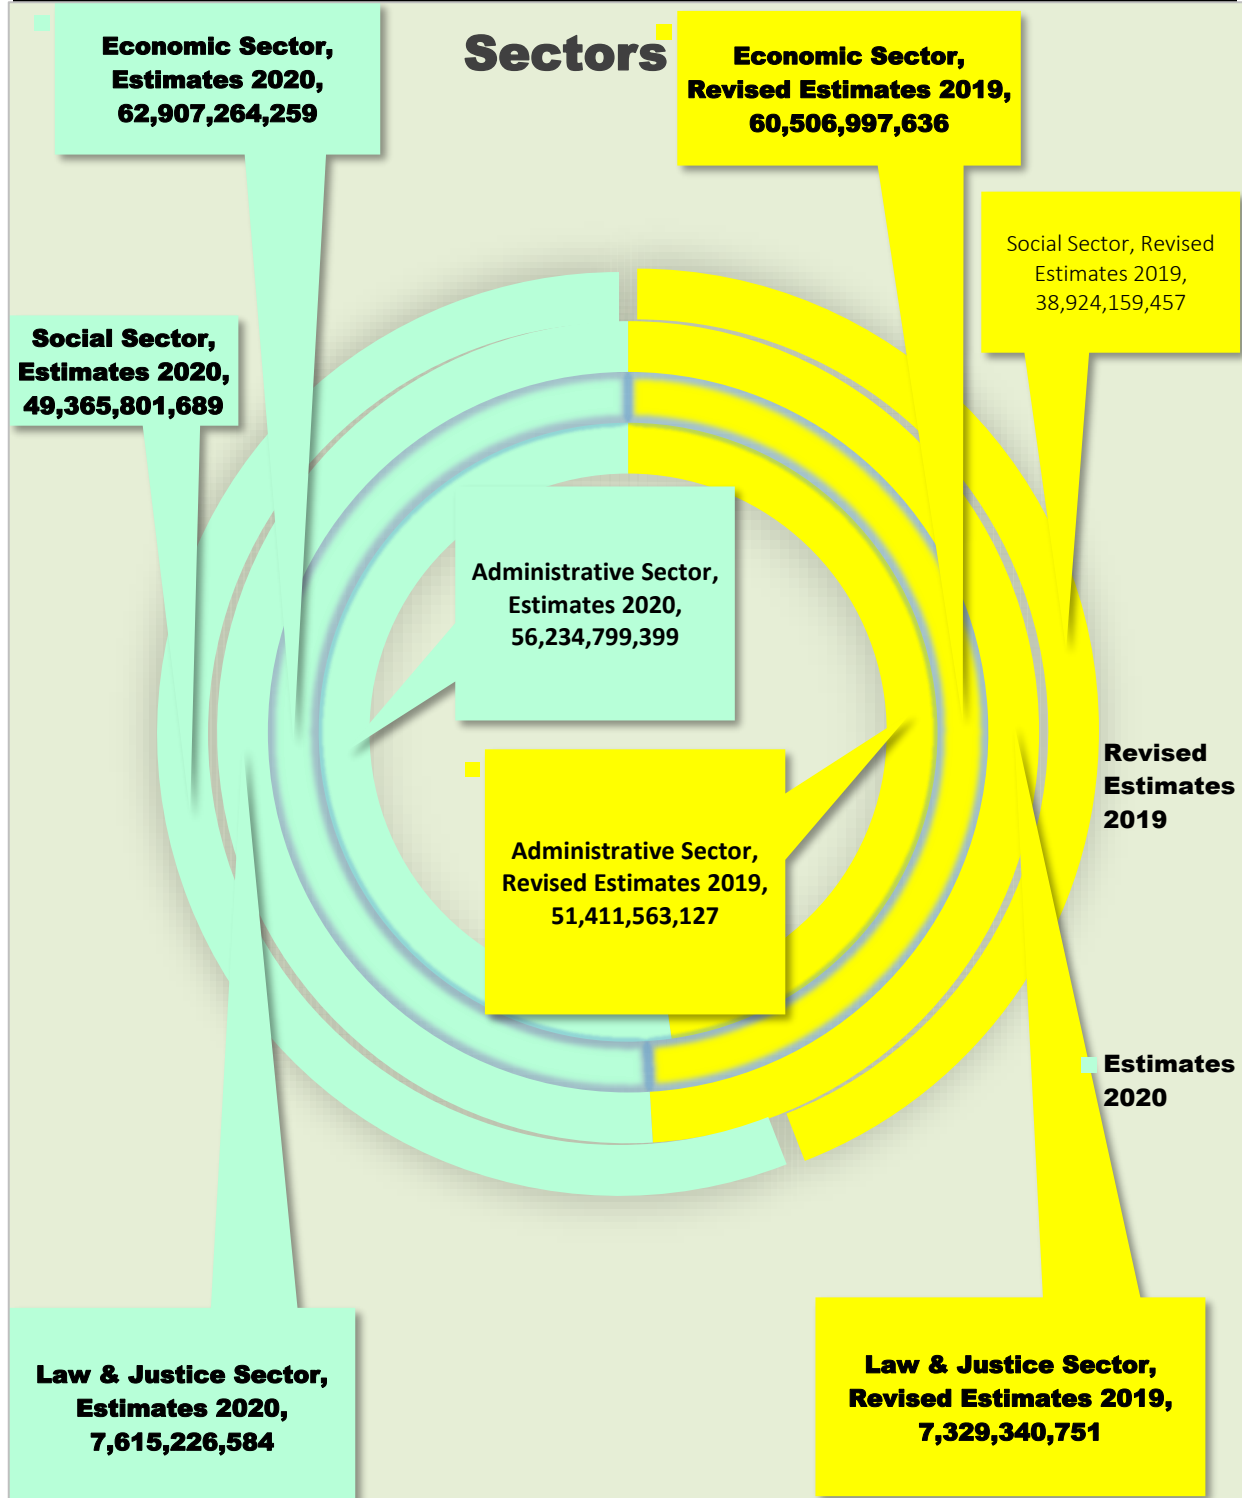 Sectors
Economic Sector,
Estimates 2020,
62,907,264,259
Economic Sector,
Revised Estimates 2019,
60,506,997,636
Social Sector, Revised
Estimates 2019,
38,924,159,457
Social Sector,
Estimates 2020,
49,365,801,689
Administrative Sector,
Estimates 2020,
56,234,799,399
Administrative Sector,
Revised Estimates 2019,
51,411,563,127
Revised
Estimates
2019
Estimates
2020
Law & Justice Sector,
Estimates 2020,
7,615,226,584
Law & Justice Sector,
Revised Estimates 2019,
7,329,340,751